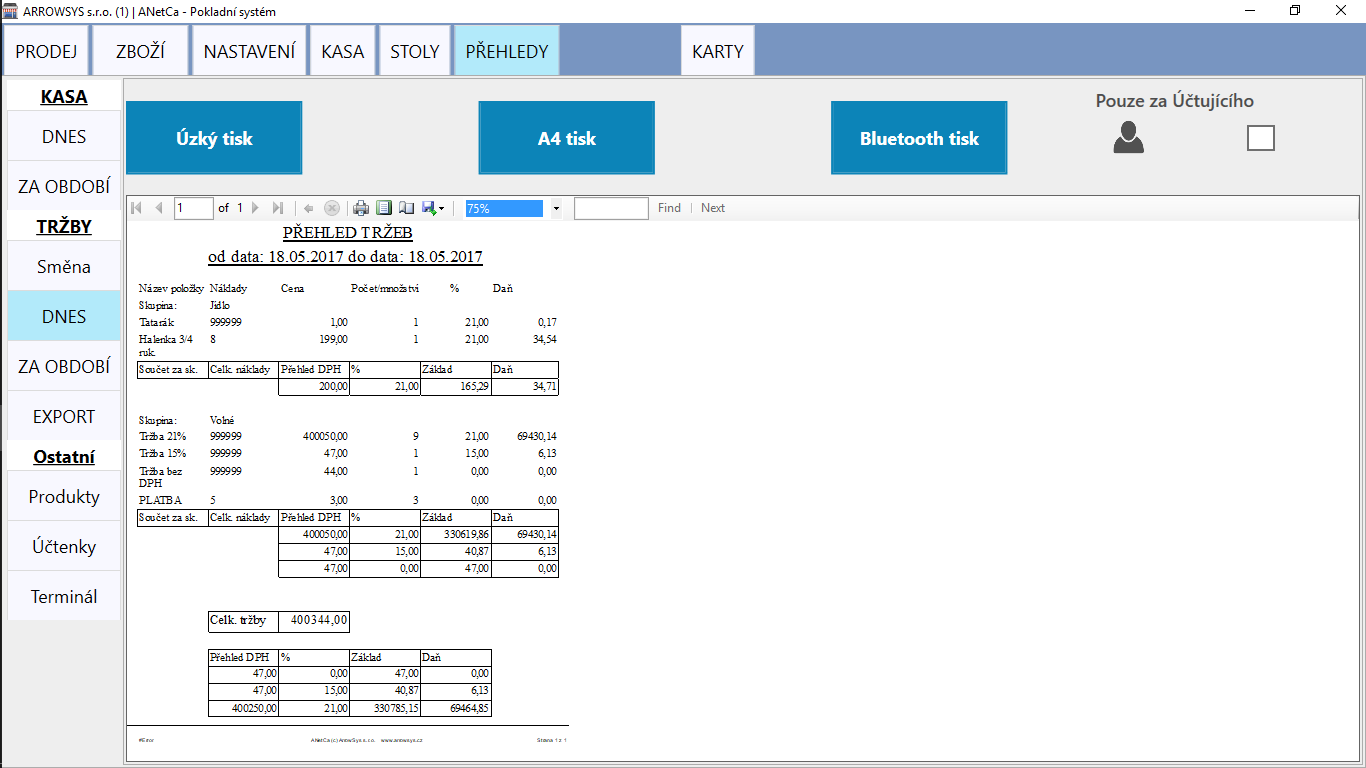 ARROWSYS s.r.o. (1) | ANetCa - Pokladní systém
PRODEJ ZBOŽÍ NASTAVENÍ KASA STOLY PŘEHLEDY KARTY
KASA
DNES
ZA OBDOBÍ
TRŽBY
Směna
DNES
ZA OBDOBÍ
EXPORT
Ostatní
Produkty
Účtenky
Terminál
Úzký tisk A4 tisk Bluetooth tisk Pouze za Účtujícího
1 of 1 75% Find | Next
PŘEHLED TRŽEB
od data: 18.05.2017 do data: 18.05.2017
Název položky Náklady Cena Počet/množství % Daň
Skupina: Jídlo
Tatarák 999999 1,00 1 21,00 0,17
Halenka 3/4 8 199,00 1 21,00 34,54
ruk.
Součet za sk. Celk. náklady Přehled DPH % Základ Daň
200,00 21,00 165,29 34,71
Skupina: Volné
Tržba 21% 999999 400050,00 9 21,00 69430,14
Tržba 15% 999999 47,00 1 15,00 6,13
Tržba bez 999999 44,00 1 0,00 0,00
DPH
PLATBA 5 3,00 3 0,00 0,00
Součet za sk. Celk. náklady Přehled DPH % Základ Daň
400050,00 21,00 330619,86 69430,14
47,00 15,00 40,87 6,13
47,00 0,00 47,00 0,00
Celk. tržby 400344,00
Přehled DPH % Základ Daň
47,00 0,00 47,00 0,00
47,00 15,00 40,87 6,13
400250,00 21,00 330785,15 69464,85
#Error ANetCa (c) ArrowSys s.r.o. www.arrowsys.cz Strana 1 z 1